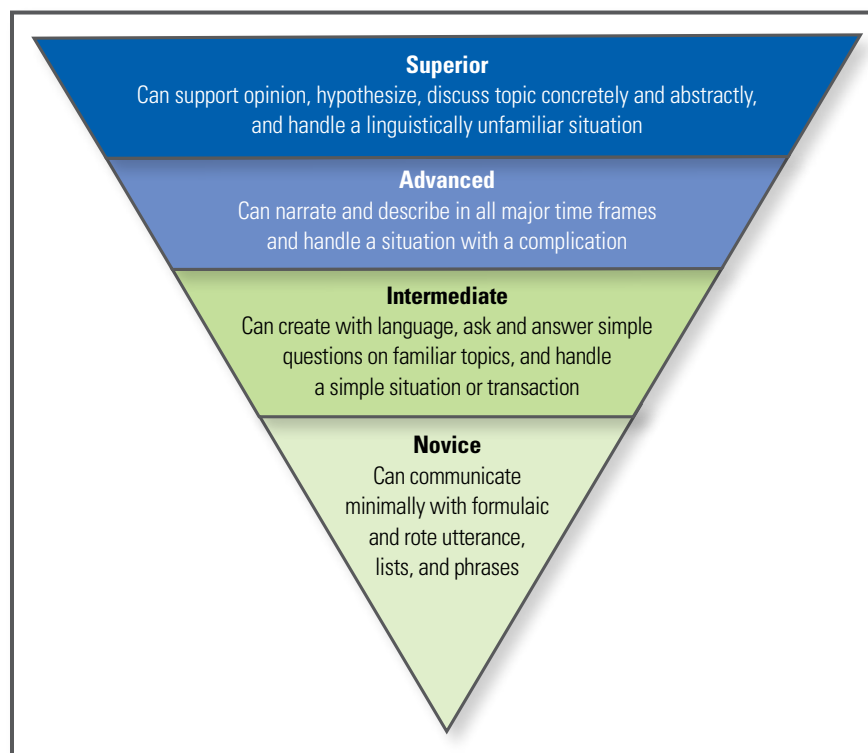 Superior
Can support opinion, hypothesize, discuss topic concretely and abstractly,
and handle a linguistically unfamiliar situation
Advanced
Can narrate and describe in all major time frames
and handle a situation with a complication
Intermediate
Can create with language, ask and answer simple
questions on familiar topics, and handle
a simple situation or transaction
Novice
Can communicate
minimally with formulaic
and rote utterance,
lists, and phrases